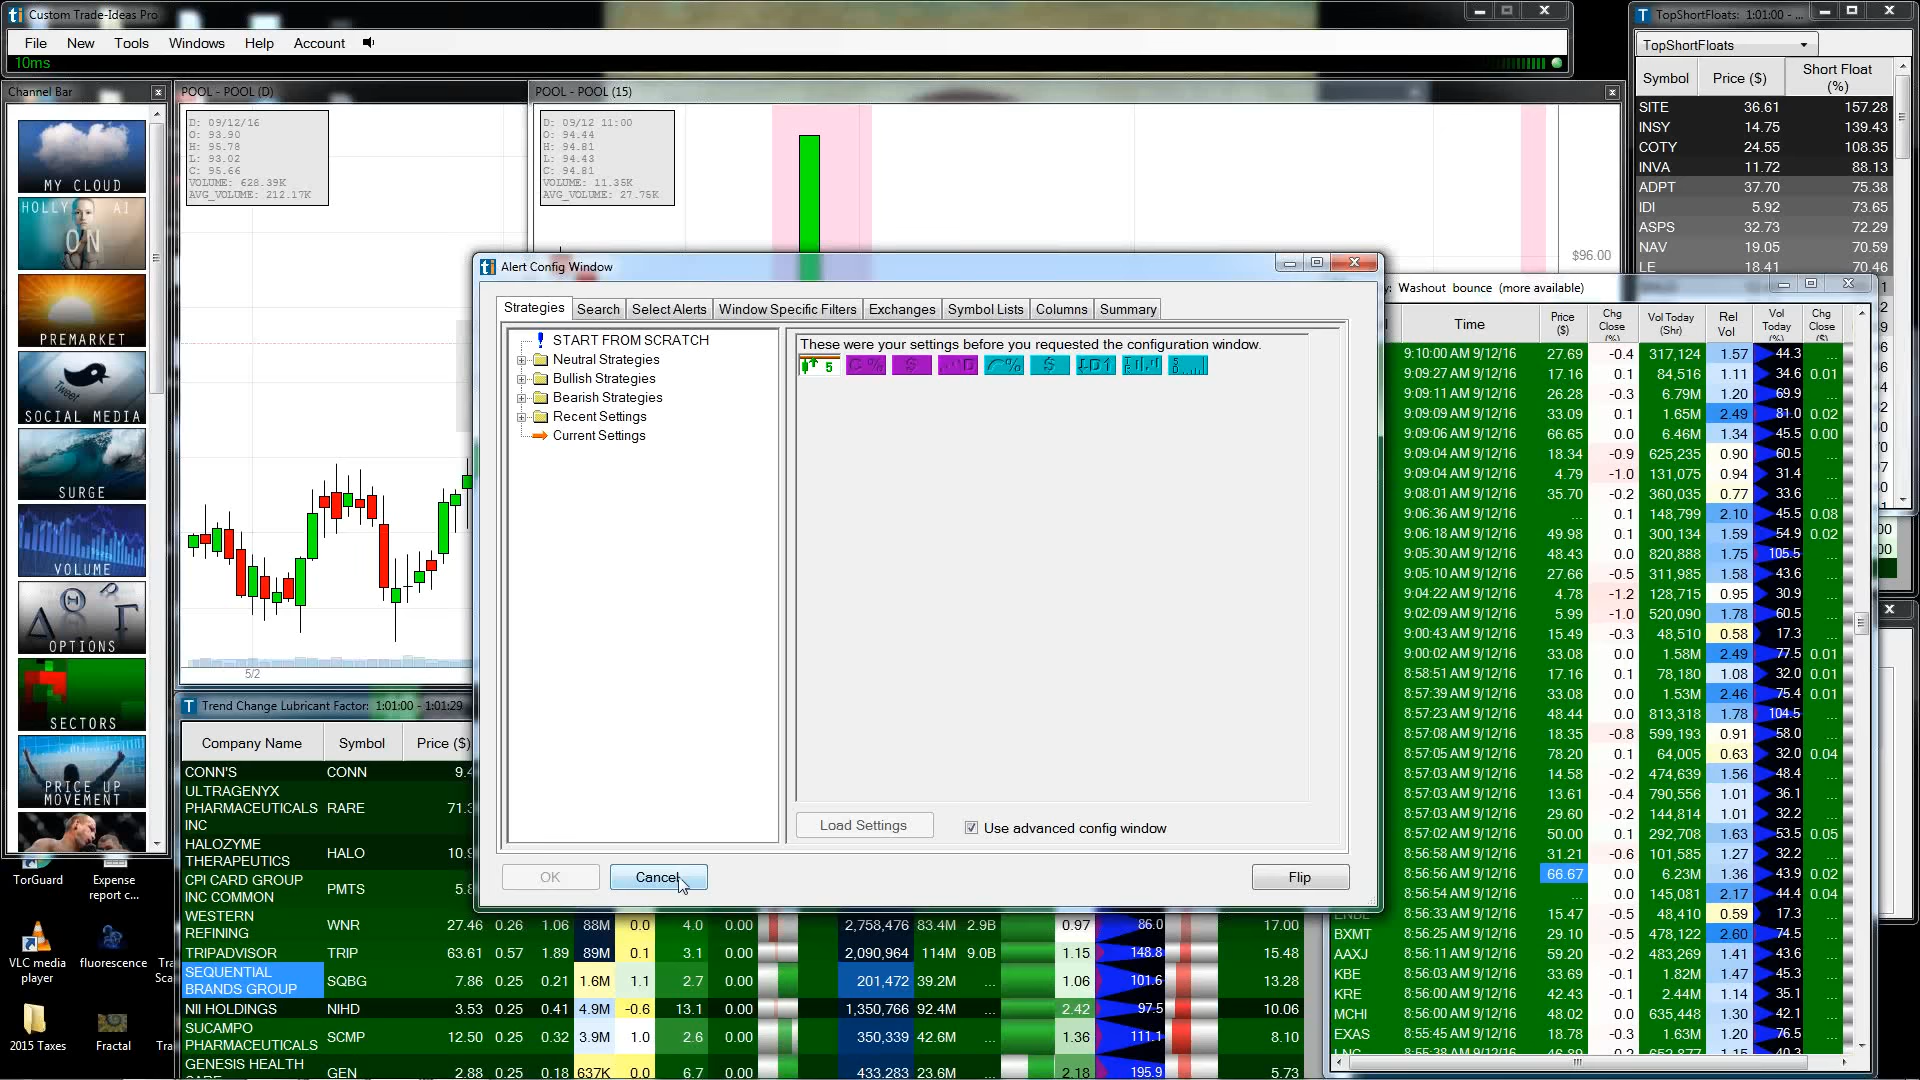 Custom Trade-Ideas Pro
File New Tools Windows Help Account
10ms
Channel Bar
MY CLOUD
HOLLY AI
ON
PREMARKET
Tweet
SOCIAL MEDIA
SURGE
VOLUME
OPTIONS
SECTORS
PRICE UP
MOVEMENT
TorGuard
Expense
report c...
VLC media
player
fluorescence
2015 Taxes
Fractal
POOL - POOL (D)
D: 09/12/16
O: 93.90
H: 95.78
L: 93.02
C: 95.66
VOLUME: 628.39K
AVG_VOLUME: 212.17K
5/2
POOL - POOL (15)
D: 09/12 11:00
O: 94.44
H: 94.81
L: 94.43
C: 94.81
VOLUME: 11.35K
AVG_VOLUME: 27.75K
$96.00
TopShortFloats: 1:01:00 - ...
TopShortFloats
Symbol Price ($) Short Float (%)
SITE 36.61 157.28
INSY 14.75 139.43
COTY 24.55 108.35
INVA 11.72 88.13
ADPT 37.70 75.38
IDI 5.92 73.65
ASPS 32.73 72.29
NAV 19.05 70.59
LE 18.41 70.46
Alert Config Window
Strategies Search Select Alerts Window Specific Filters Exchanges Symbol Lists Columns Summary
START FROM SCRATCH
Neutral Strategies
Bullish Strategies
Bearish Strategies
Recent Settings
Current Settings
These were your settings before you requested the configuration window.
Load Settings
Use advanced config window
OK Cancel Flip
Washout bounce (more available)
Time Price ($) Chg Close (%) Vol Today (Shr) Rel Vol Vol Today (%) Chg Close ($)
9:10:00 AM 9/12/16 27.69 -0.4 317,124 1.57 44.3 ...
9:09:27 AM 9/12/16 17.16 0.1 84,516 1.11 34.6 0.01
9:09:11 AM 9/12/16 26.28 -0.3 6.79M 1.20 69.9 ...
9:09:09 AM 9/12/16 33.09 0.1 1.65M 2.49 81.0 0.02
9:09:06 AM 9/12/16 66.65 0.0 6.46M 1.34 45.5 0.00
9:09:04 AM 9/12/16 18.34 -0.9 625,235 0.90 60.5 ...
9:09:04 AM 9/12/16 4.79 -1.0 131,075 0.94 31.4 ...
9:08:01 AM 9/12/16 35.70 -0.2 360,035 0.77 33.6 ...
9:06:36 AM 9/12/16 ... 0.1 148,799 2.10 45.5 0.08
9:06:18 AM 9/12/16 49.98 0.1 300,134 1.59 54.9 0.02
9:05:30 AM 9/12/16 48.43 0.0 820,888 1.75 105.5 ...
9:05:10 AM 9/12/16 27.66 -0.5 311,985 1.58 43.6 ...
9:04:22 AM 9/12/16 4.78 -1.2 128,715 0.95 30.9 ...
9:02:09 AM 9/12/16 5.99 -1.0 520,090 1.78 60.5 ...
9:00:43 AM 9/12/16 15.49 -0.3 48,510 0.58 17.3 ...
9:00:02 AM 9/12/16 33.08 0.0 1.58M 2.49 77.5 0.01
8:58:51 AM 9/12/16 17.16 0.1 78,180 1.08 32.0 0.01
8:57:39 AM 9/12/16 33.08 0.0 1.53M 2.46 75.4 0.01
8:57:23 AM 9/12/16 48.44 0.0 813,318 1.78 104.5 ...
8:57:08 AM 9/12/16 18.35 -0.8 599,193 0.91 58.0 ...
8:57:05 AM 9/12/16 78.20 0.1 64,005 0.63 32.0 0.04
8:57:03 AM 9/12/16 14.58 -0.2 474,639 1.56 48.4 ...
8:57:03 AM 9/12/16 13.61 -0.4 790,556 1.01 36.1 ...
8:57:03 AM 9/12/16 29.60 -0.2 144,814 1.01 32.2 ...
8:57:02 AM 9/12/16 50.00 0.1 292,708 1.63 53.5 0.05
8:56:58 AM 9/12/16 31.21 -0.6 101,585 1.27 32.2 ...
8:56:56 AM 9/12/16 66.67 0.0 6.23M 1.36 43.9 0.02
8:56:54 AM 9/12/16 ... 0.0 145,081 2.17 44.4 0.04
8:56:33 AM 9/12/16 15.47 -0.5 48,410 0.59 17.3 ...
BXMT 8:56:25 AM 9/12/16 29.10 -0.5 478,122 2.60 74.5 ...
AAXJ 8:56:11 AM 9/12/16 59.20 -0.2 483,269 1.41 43.6 ...
KBE 8:56:03 AM 9/12/16 33.69 -0.1 1.82M 1.47 45.3 ...
KRE 8:56:00 AM 9/12/16 42.43 -0.1 2.44M 1.14 35.1 ...
MCHI 8:56:00 AM 9/12/16 48.02 0.0 635,448 1.30 42.1 ...
EXAS 8:55:45 AM 9/12/16 18.78 -0.3 1.63M 1.20 76.5 ...
Trend Change Lubricant Factor: 1:01:00 - 1:01:29
Company Name Symbol Price ($)
CONN'S CONN
ULTRAGENYX
PHARMACEUTICALS RARE
INC
HALOZYME
THERAPEUTICS HALO
CPI CARD GROUP
INC COMMON PMTS
WESTERN
REFINING WNR 27.46 0.26 1.06 88M 0.0 4.0 0.00 2,758,476 83.4M 2.9B 0.97 86.0 17.00
TRIPADVISOR TRIP 63.61 0.57 1.89 89M 0.1 3.1 0.00 2,090,964 114M 9.0B 1.15 148.8 15.48
SEQUENTIAL
BRANDS GROUP SQBG 7.86 0.25 0.21 1.6M 1.1 2.7 0.00 201,472 39.2M ... 1.06 101.6 13.28
NII HOLDINGS NIHD 3.53 0.25 0.41 4.9M -0.6 13.1 0.00 1,350,766 92.4M ... 2.42 97.5 10.06
SUCAMPO
PHARMACEUTICALS SCMP 12.50 0.25 0.32 3.9M 1.0 2.6 0.00 350,339 42.6M ... 1.36 111.1 8.10
GENESIS HEALTH
GEN 2.88 0.25 0.18 637K 0.0 6.7 0.00 433,283 23.6M ... 2.18 195.9 5.73